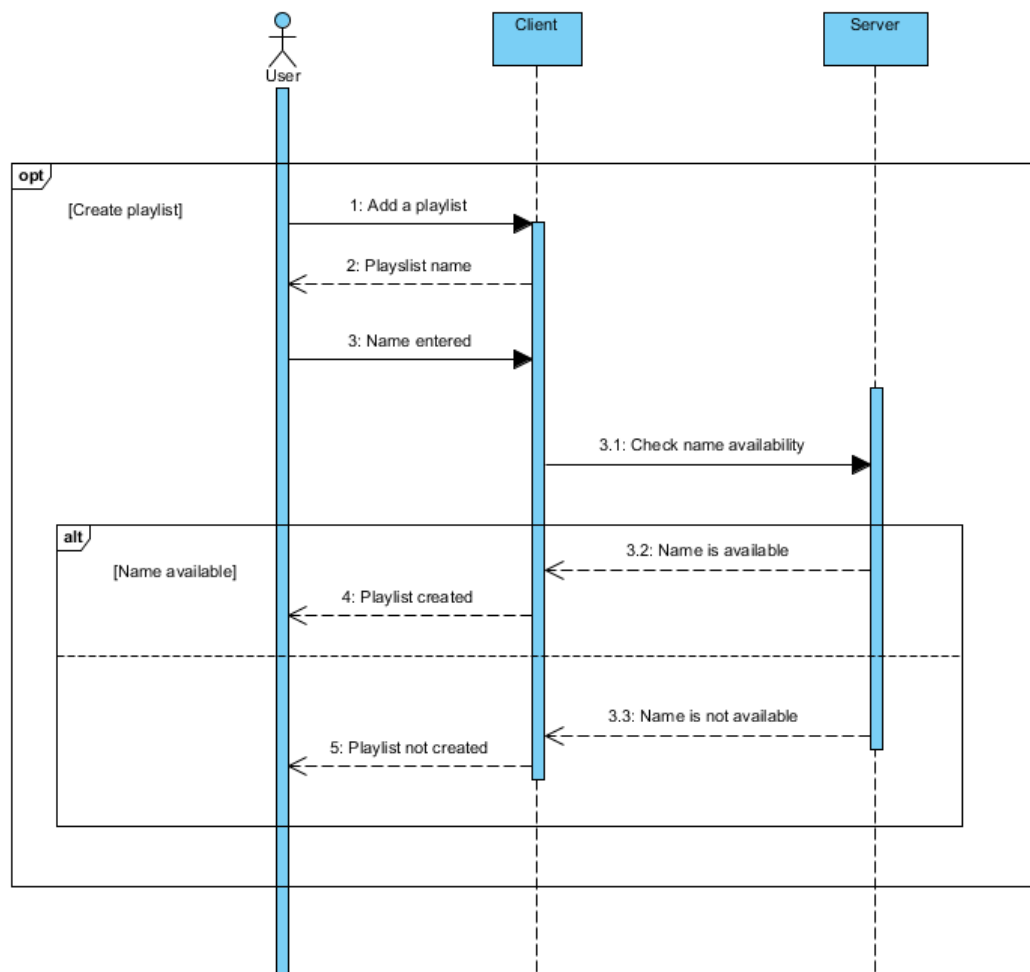 Client
Server
User
opt
[Create playlist]
1: Add a playlist
2: Playslist name
3: Name entered
3.1: Check name availability
alt
[Name available]
3.2: Name is available
4: Playlist created
3.3: Name is not available
5: Playlist not created